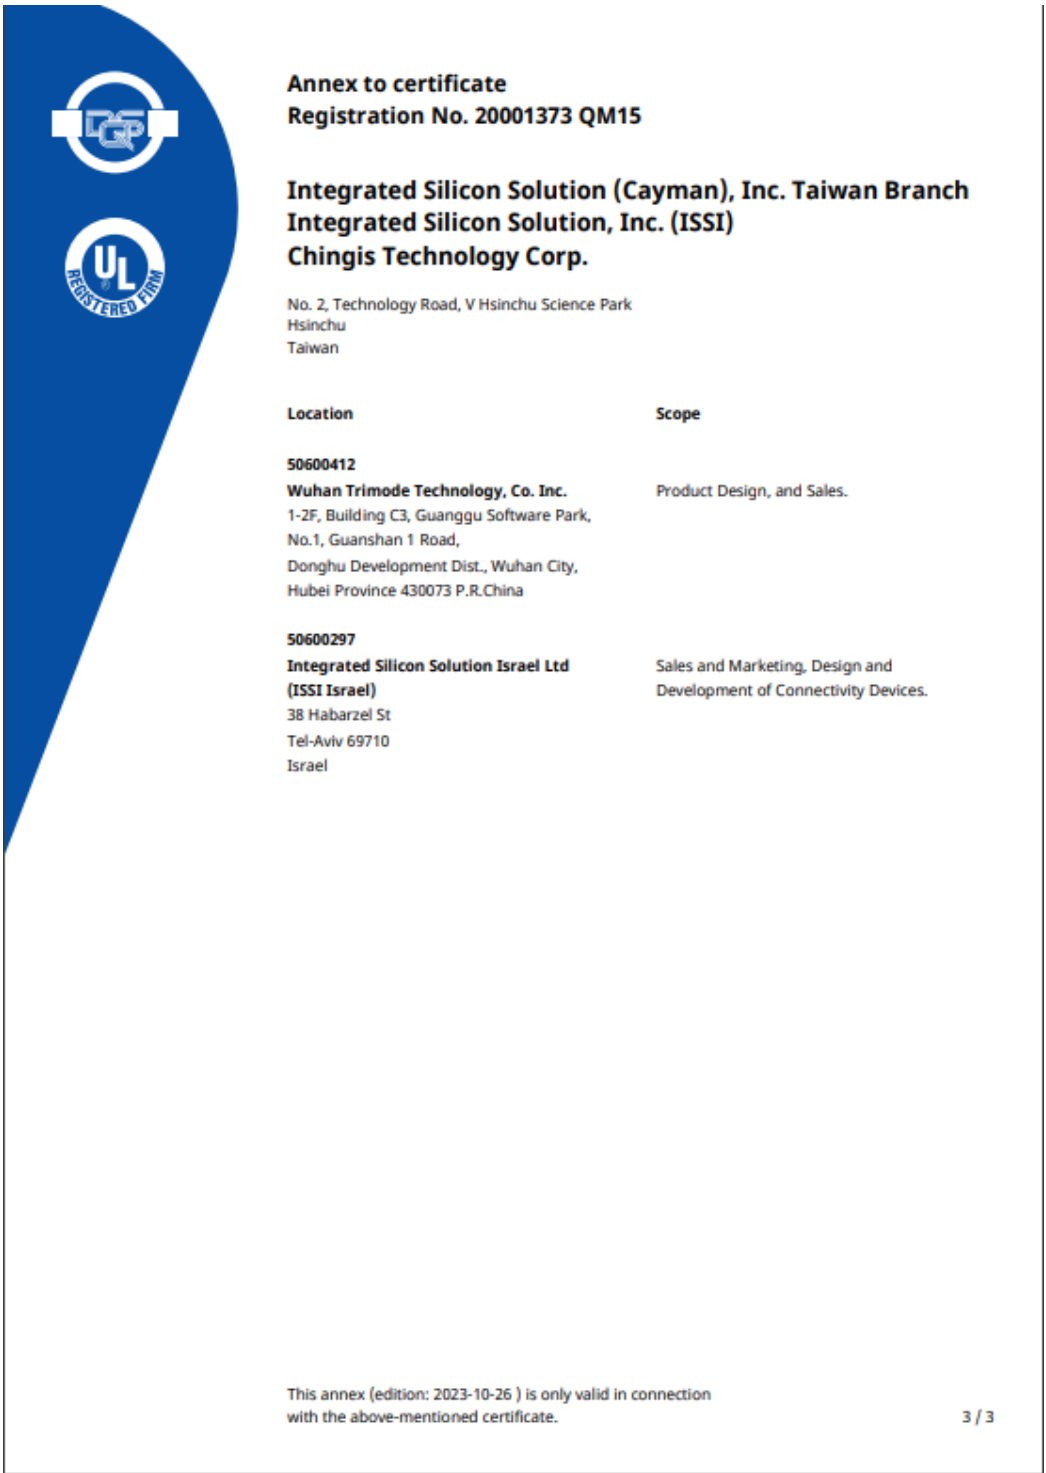 DQS
UL
REGISTERED FIRM
Annex to certificate
Registration No. 20001373 QM15
Integrated Silicon Solution (Cayman), Inc. Taiwan Branch
Integrated Silicon Solution, Inc. (ISSI)
Chingis Technology Corp.
No. 2, Technology Road, V Hsinchu Science Park
Hsinchu
Taiwan
Location Scope
50600412
Wuhan Trimode Technology, Co. Inc. Product Design, and Sales.
1-2F, Building C3, Guanggu Software Park,
No.1, Guanshan 1 Road,
Donghu Development Dist., Wuhan City,
Hubei Province 430073 P.R.China
50600297
Integrated Silicon Solution Israel Ltd Sales and Marketing, Design and
(ISSI Israel) Development of Connectivity Devices.
38 Habarzel St
Tel-Aviv 69710
Israel
This annex (edition: 2023-10-26 ) is only valid in connection
with the above-mentioned certificate. 3 / 3